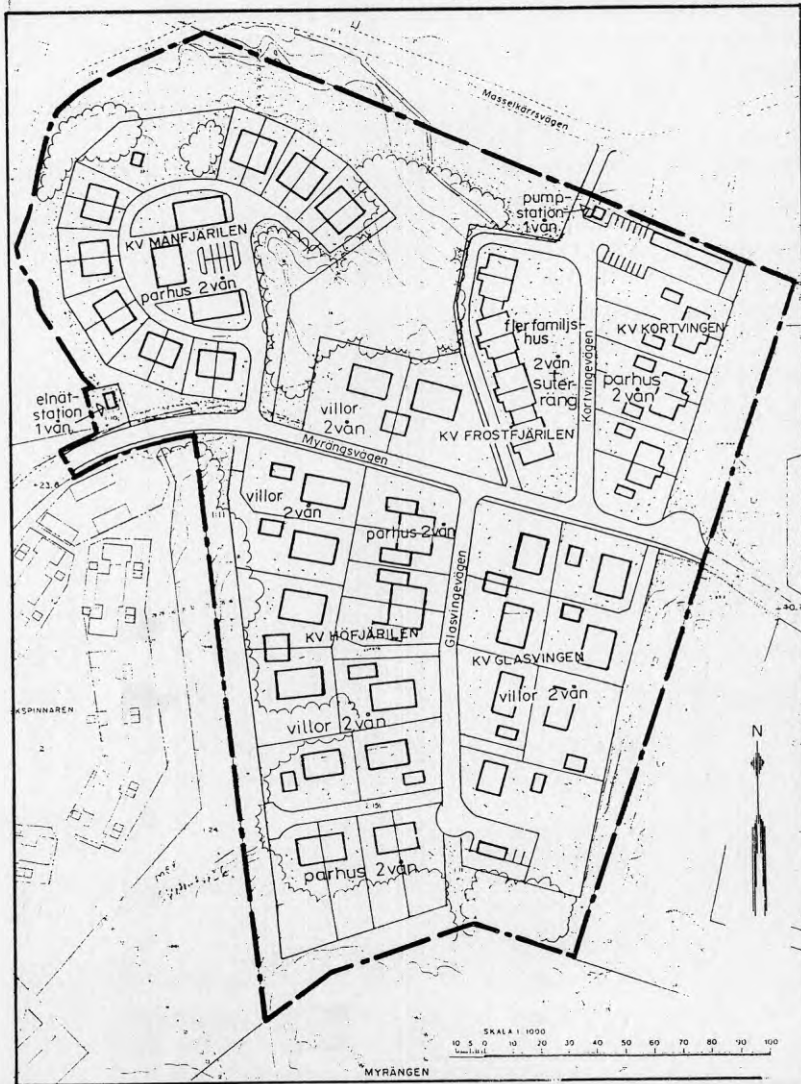 Masselkärrsvägen
pump-
station
1vån
KV MÅNFJÄRILEN
parhus 2vån
flerfamiljs-
hus
2vån
+
suter-
räng
Kortvingevägen
KV KORTVINGEN
parhus
2vån
elnät-
station
1vån
villor
2vån
KV FROSTFJÄRILEN
Myrängsvägen
+23.8
villor
2vån
parhus 2vån
Glasvingevägen
KV HÖFJÄRILEN
KV GLASVINGEN
villor 2vån
KSPINNAREN
villor 2vån
N
parhus 2vån
SKALA 1:1000
10 5 0 10 20 30 40 50 60 70 80 90 100
MYRÄNGEN